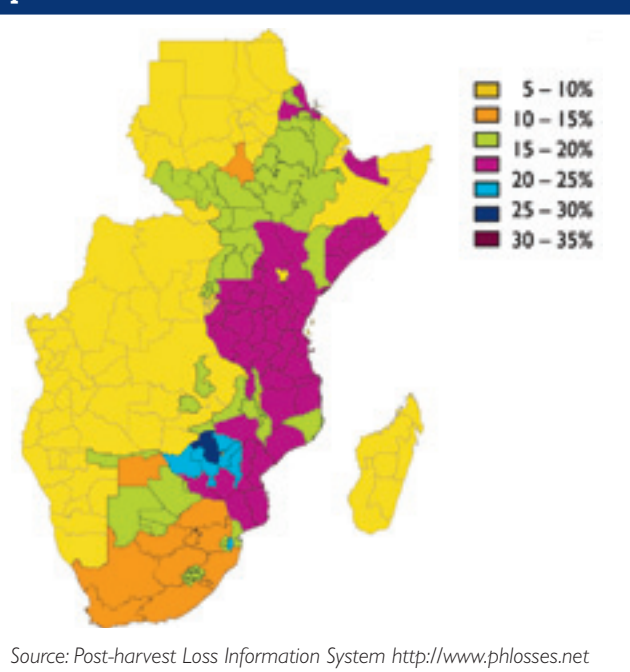 5 – 10%
10 – 15%
15 – 20%
20 – 25%
25 – 30%
30 – 35%
Source: Post-harvest Loss Information System http://www.phlosses.net